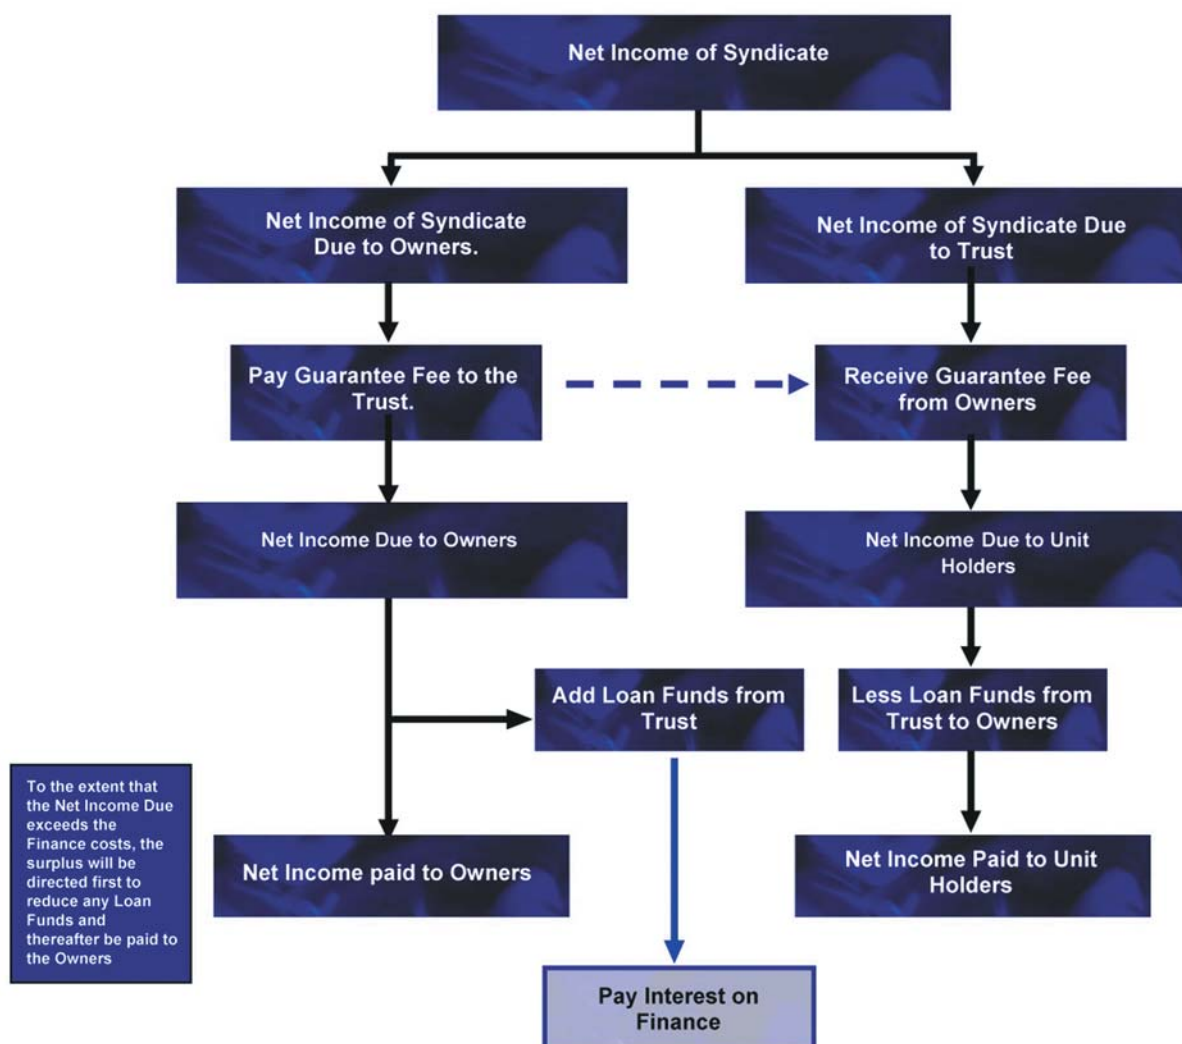 Net Income of Syndicate
Net Income of Syndicate
Due to Owners.
Net Income of Syndicate Due
to Trust
Pay Guarantee Fee to the
Trust.
Receive Guarantee Fee
from Owners
Net Income Due to Owners
Net Income Due to Unit
Holders
Add Loan Funds from
Trust
Less Loan Funds from
Trust to Owners
To the extent that
the Net Income Due
exceeds the
Finance costs, the
surplus will be
directed first to
reduce any Loan
Funds and
thereafter be paid to
the Owners
Net Income paid to Owners
Net Income Paid to Unit
Holders
Pay Interest on
Finance